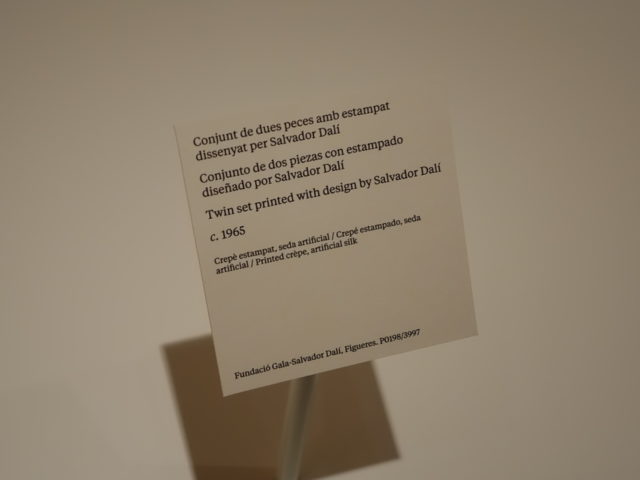 Conjunt de dues peces amb estampat
dissenyat per Salvador Dalí
Conjunto de dos piezas con estampado
diseñado por Salvador Dalí
Twin set printed with design by Salvador Dalí
c. 1965
Crepè estampat, seda artificial / Crepé estampado, seda
artificial / Printed crêpe, artificial silk
Fundació Gala-Salvador Dalí, Figueres. P0198/3997